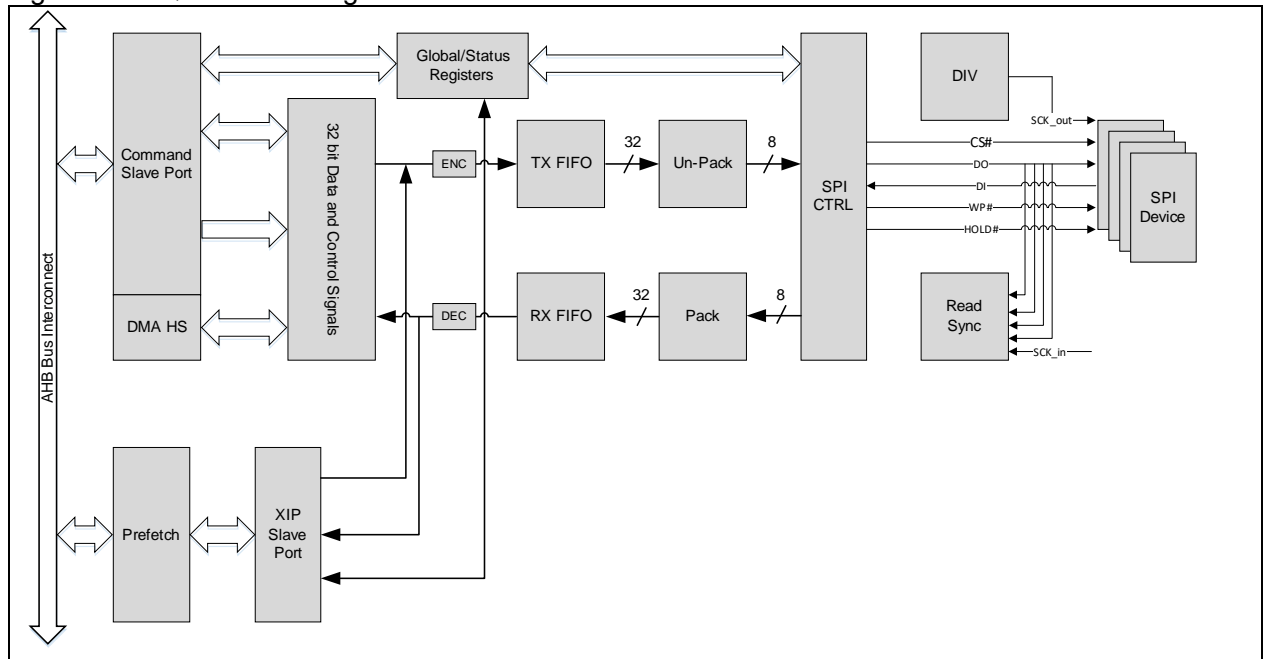 Global/Status
Registers
DIV
SCK_out
Command
Slave Port
32 bit Data and Control Signals
ENC
TX FIFO
32
Un-Pack
8
SPI
CTRL
CS#
DO
DI
WP#
HOLD#
SPI
Device
DMA HS
DEC
RX FIFO
32
Pack
8
Read
Sync
SCK_in
AHB Bus Interconnect
Prefetch
XIP
Slave
Port